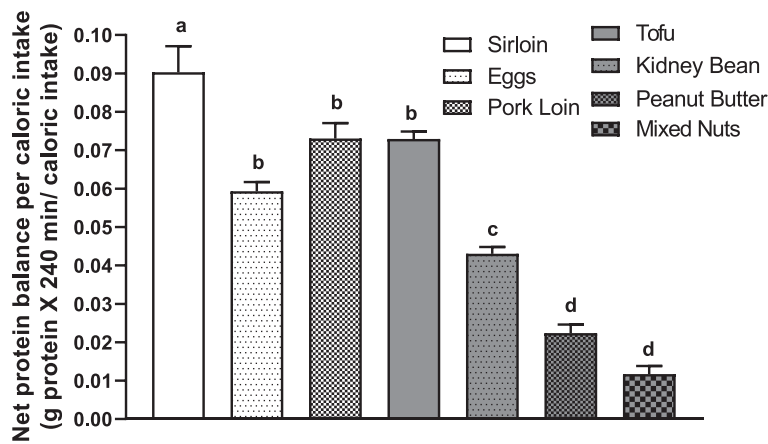 Net protein balance per caloric intake
(g protein X 240 min/ caloric intake)
0.10
0.09
0.08
0.07
0.06
0.05
0.04
0.03
0.02
0.01
0.00
a
b
b
b
c
d
d
Sirloin
Eggs
Pork Loin
Tofu
Kidney Bean
Peanut Butter
Mixed Nuts